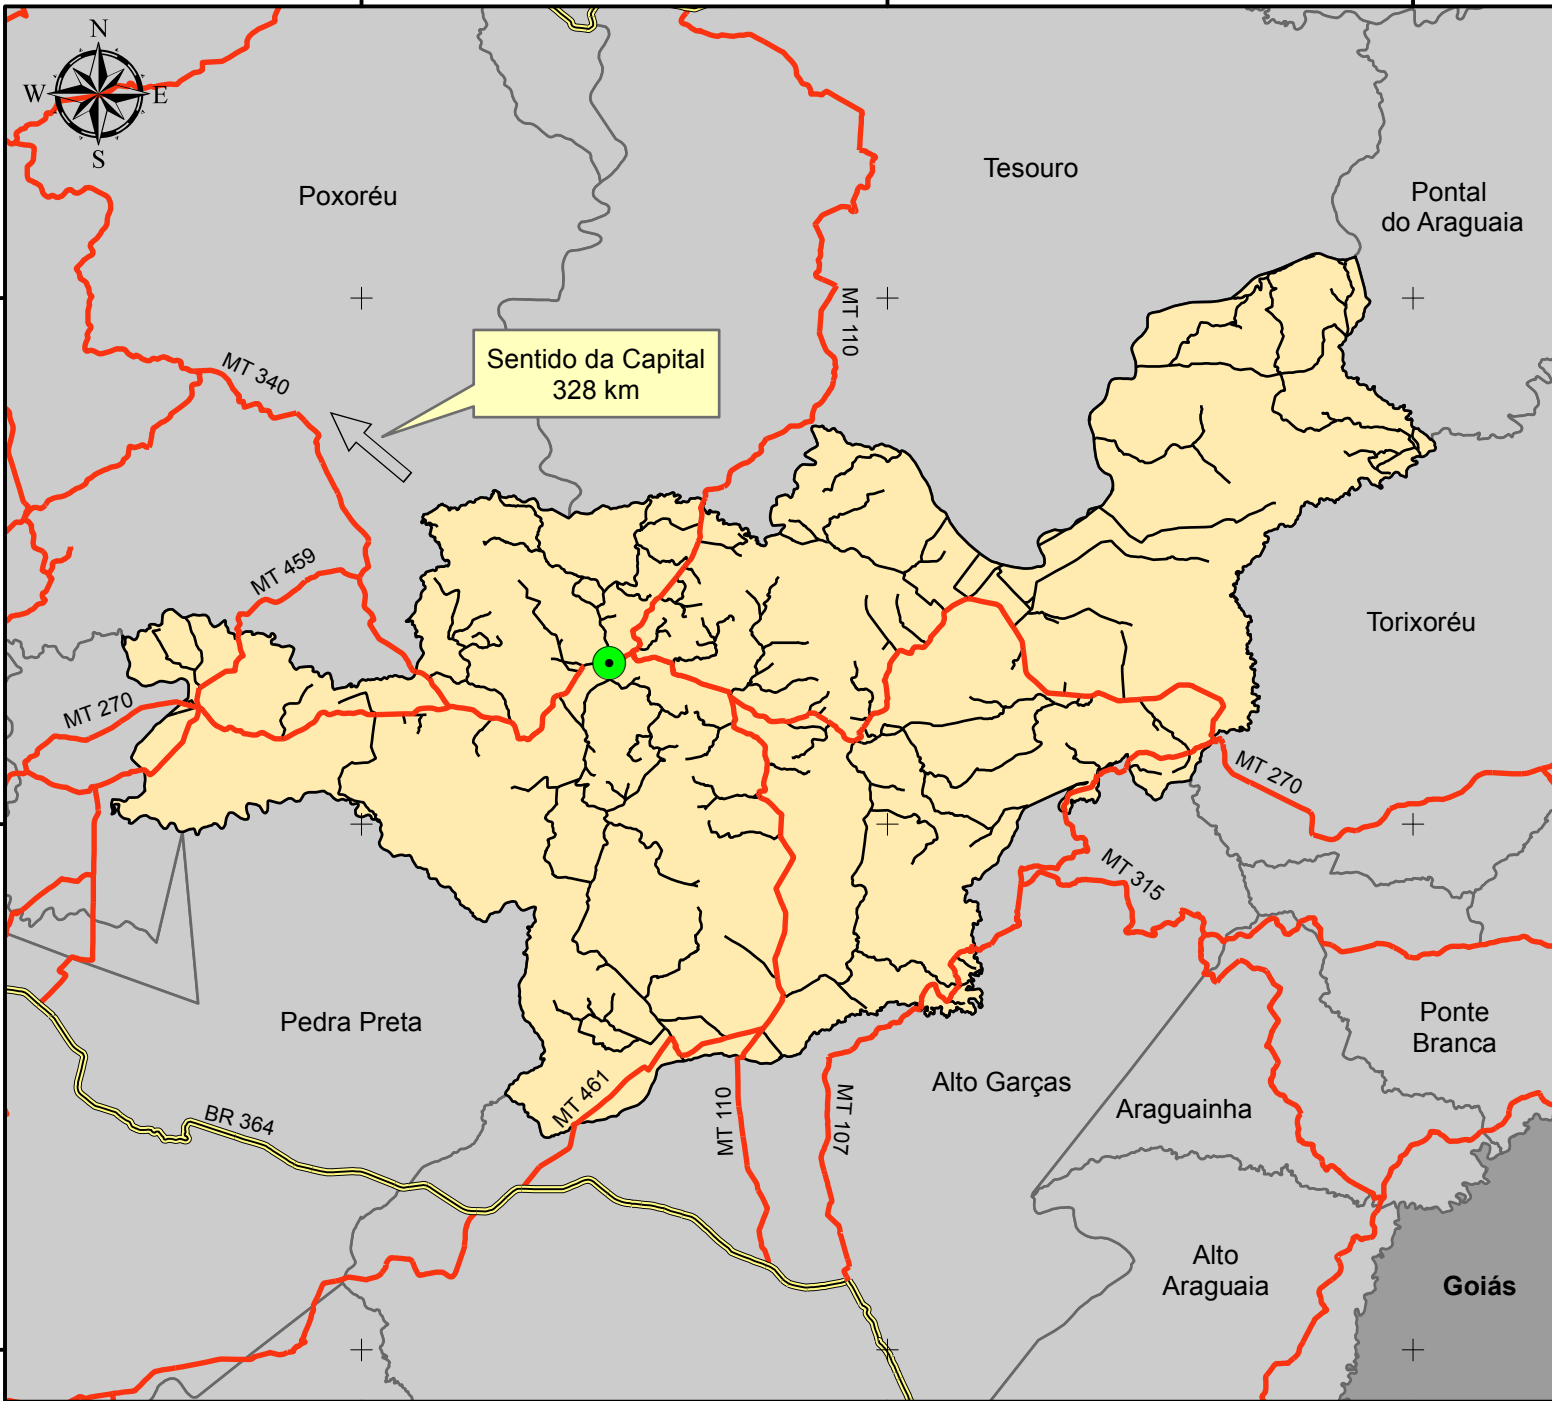 N
W
E
S
Poxoréu
Tesouro
Pontal
do Araguaia
MT 110
MT 340
Sentido da Capital
328 km
MT 459
Torixoréu
MT 270
MT 270
MT 315
Pedra Preta
Ponte
Branca
Alto Garças
MT 461
MT 110
MT 107
Araguainha
BR 364
Alto
Araguaia
Goiás